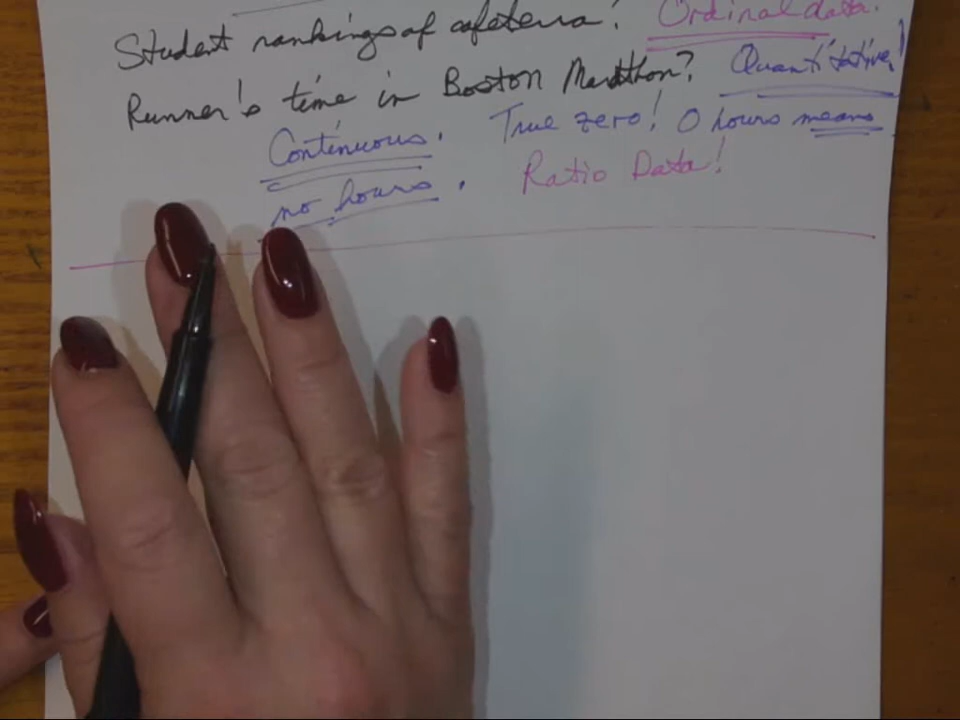 Student rankings of cafeteria? Ordinal data.
Runner's time in Boston Marathon? Quantitative!
Continuous. True zero! 0 hours means
no hours. Ratio Data!